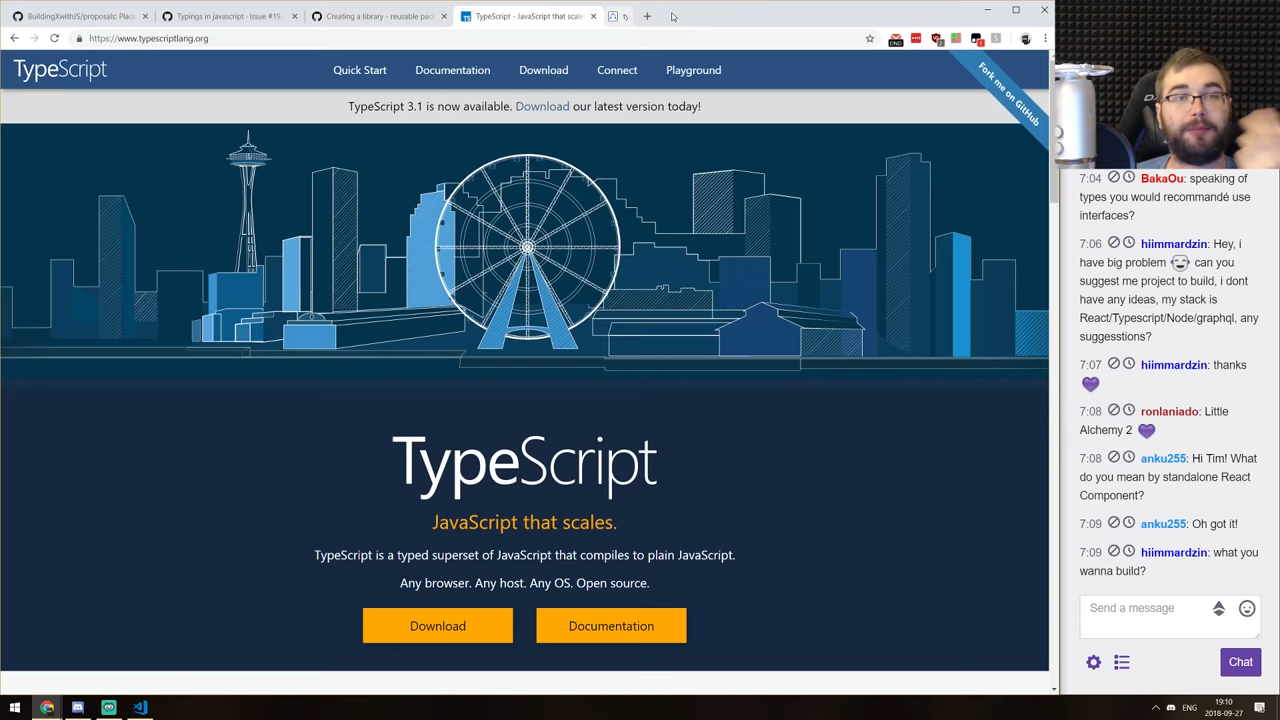 BuildingXwithJS/proposals: Plac
Typings in javascript · Issue #19
Creating a library - reusable pac
TypeScript - JavaScript that scale
ty
https://www.typescriptlang.org
DND
2
1
TypeScript
Quick Start
Documentation
Download
Connect
Playground
Fork me on GitHub
TypeScript 3.1 is now available. Download our latest version today!
TypeScript
JavaScript that scales.
TypeScript is a typed superset of JavaScript that compiles to plain JavaScript.
Any browser. Any host. Any OS. Open source.
Download
Documentation
7:04 BakaOu: speaking of
types you would recommandé use
interfaces?
7:06 hiimmardzin: Hey, i
have big problem can you
suggest me project to build, i dont
have any ideas, my stack is
React/Typescript/Node/graphql, any
suggesstions?
7:07 hiimmardzin: thanks
7:08 ronlaniado: Little
Alchemy 2
7:08 anku255: Hi Tim! What
do you mean by standalone React
Component?
7:09 anku255: Oh got it!
7:09 hiimmardzin: what you
wanna build?
Send a message
Chat
ENG
19:10
2018-09-27